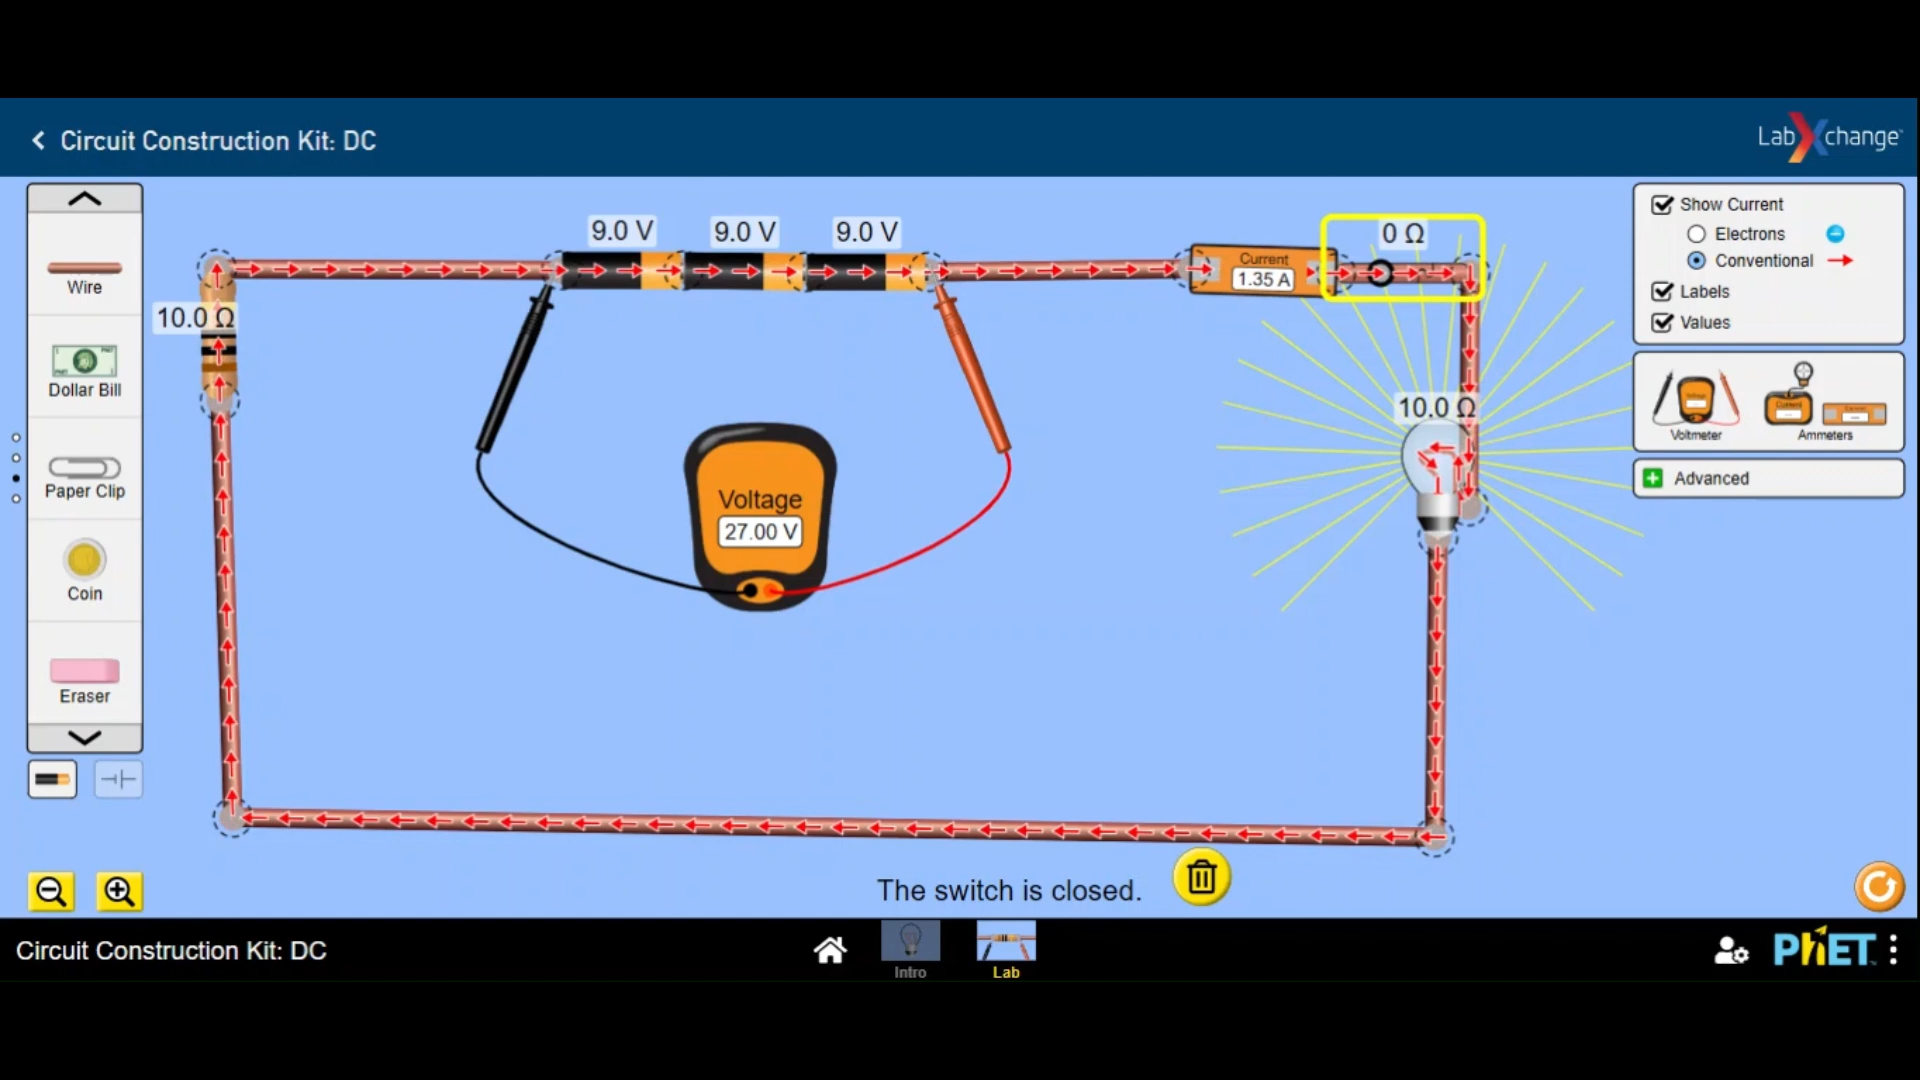 Circuit Construction Kit: DC
LabXchange
Wire
Dollar Bill
Paper Clip
Coin
Eraser
9.0 V
9.0 V
9.0 V
10.0 Ω
Current
1.35 A
0 Ω
10.0 Ω
Voltage
27.00 V
Show Current
Electrons
Conventional
Labels
Values
Voltmeter
Ammeters
Advanced
The switch is closed.
Circuit Construction Kit: DC
Intro
Lab
PhET